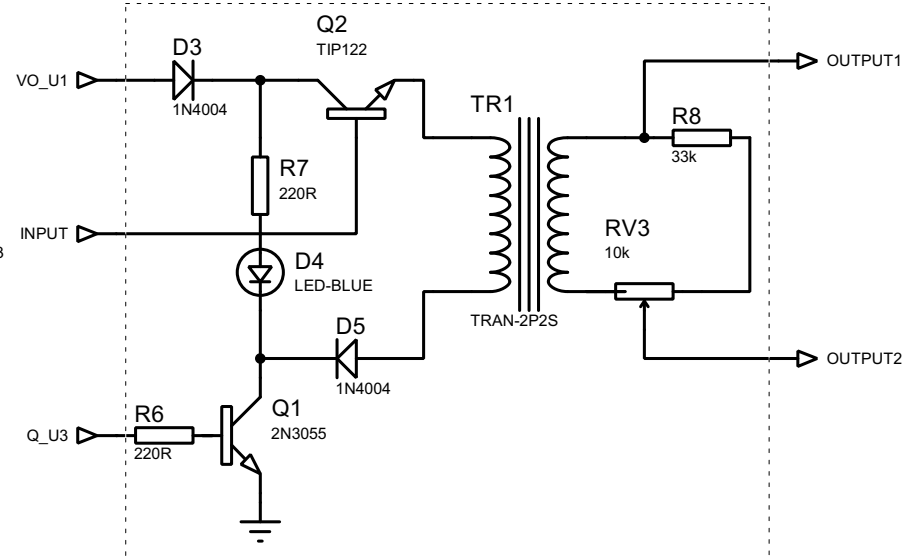 Q2
TIP122
D3
VO_U1
1N4004
OUTPUT1
TR1
R8
33k
R7
220R
INPUT
3
RV3
10k
D4
LED-BLUE
TRAN-2P2S
D5
1N4004
OUTPUT2
Q1
2N3055
R6
Q_U3
220R